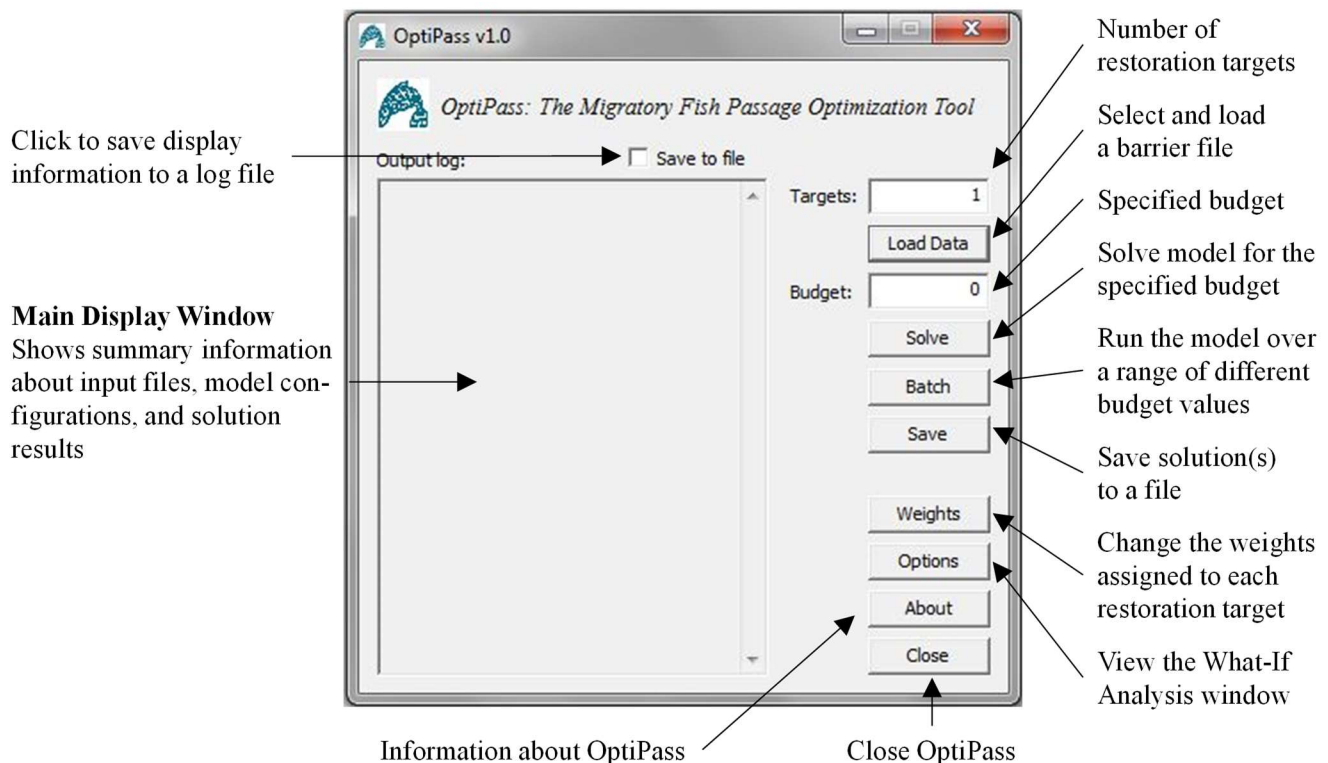 OptiPass v1.0
OptiPass: The Migratory Fish Passage Optimization Tool
Output log:
Save to file
Targets:
1
Load Data
Budget:
0
Solve
Batch
Save
Weights
Options
About
Close
Click to save display
information to a log file
Main Display Window
Shows summary information
about input files, model con-
figurations, and solution
results
Number of
restoration targets
Select and load
a barrier file
Specified budget
Solve model for the
specified budget
Run the model over
a range of different
budget values
Save solution(s)
to a file
Change the weights
assigned to each
restoration target
View the What-If
Analysis window
Information about OptiPass
Close OptiPass